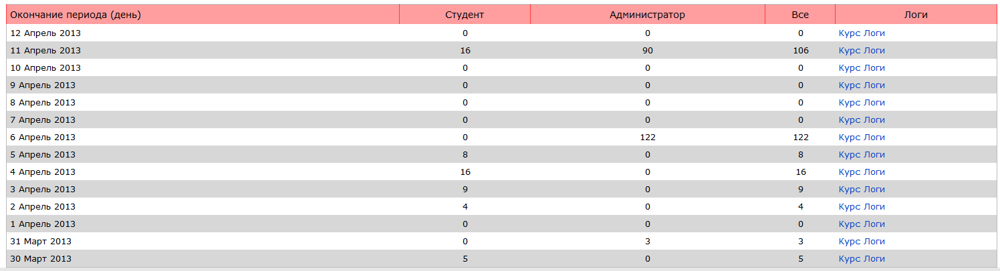 Окончание периода (день) Студент Администратор Все Логи
12 Апрель 2013 0 0 0 Курс Логи
11 Апрель 2013 16 90 106 Курс Логи
10 Апрель 2013 0 0 0 Курс Логи
9 Апрель 2013 0 0 0 Курс Логи
8 Апрель 2013 0 0 0 Курс Логи
7 Апрель 2013 0 0 0 Курс Логи
6 Апрель 2013 0 122 122 Курс Логи
5 Апрель 2013 8 0 8 Курс Логи
4 Апрель 2013 16 0 16 Курс Логи
3 Апрель 2013 9 0 9 Курс Логи
2 Апрель 2013 4 0 4 Курс Логи
1 Апрель 2013 0 0 0 Курс Логи
31 Март 2013 0 3 3 Курс Логи
30 Март 2013 5 0 5 Курс Логи